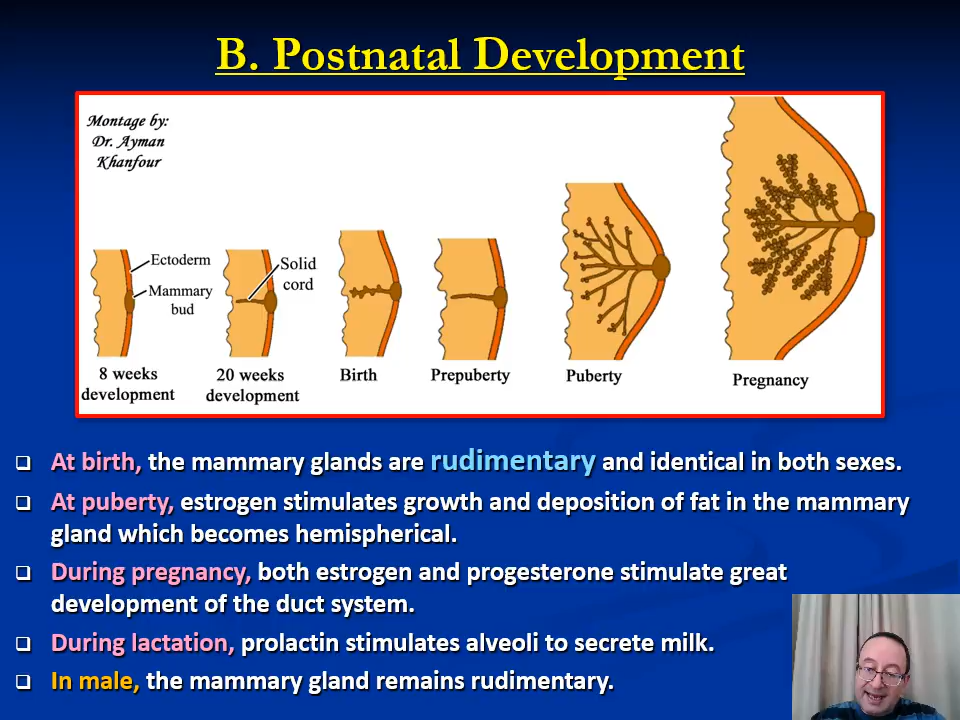 B. Postnatal Development
Montage by:
Dr. Ayman
Khanfour
Ectoderm
Mammary
bud
Solid
cord
8 weeks
development
20 weeks
development
Birth
Prepuberty
Puberty
Pregnancy
At birth, the mammary glands are rudimentary and identical in both sexes.
At puberty, estrogen stimulates growth and deposition of fat in the mammary
gland which becomes hemispherical.
During pregnancy, both estrogen and progesterone stimulate great
development of the duct system.
During lactation, prolactin stimulates alveoli to secrete milk.
In male, the mammary gland remains rudimentary.